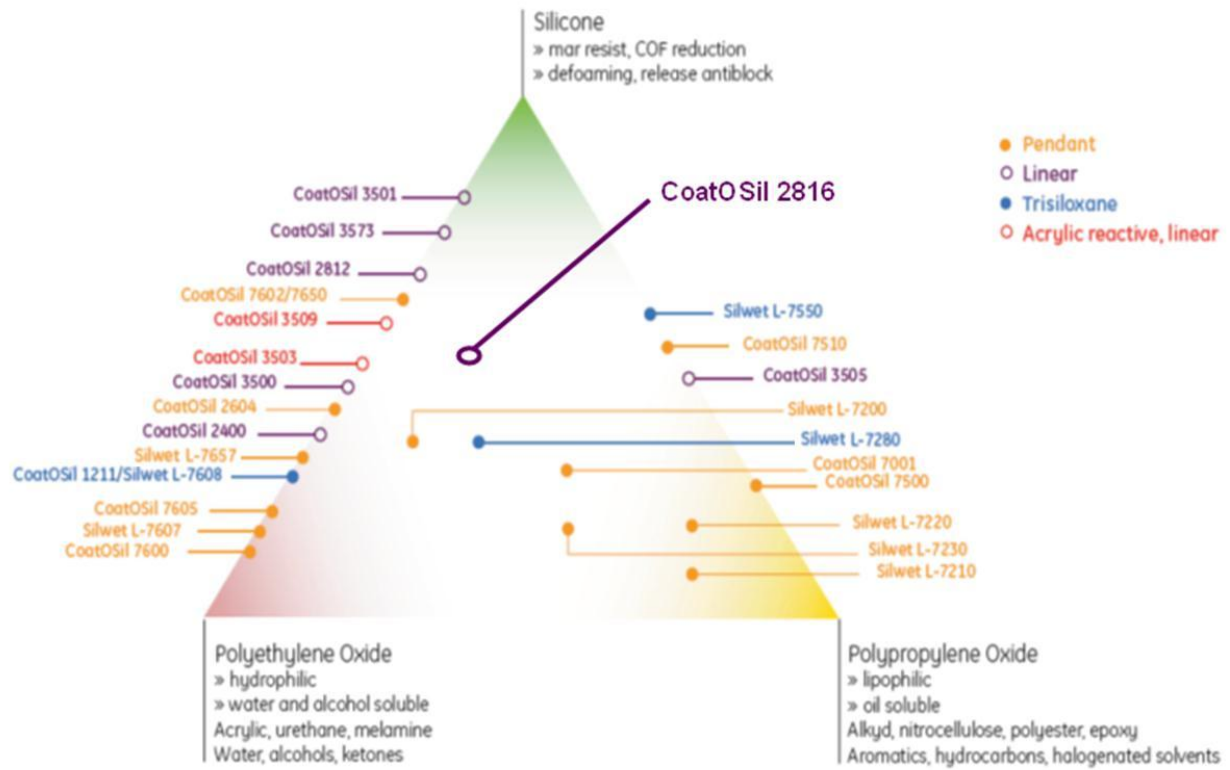 Silicone
» mar resist, COF reduction
» defoaming, release antiblock
Pendant
Linear
Trisiloxane
Acrylic reactive, linear
CoatOSil 2816
CoatOSil 3501
CoatOSil 3573
CoatOSil 2812
CoatOSil 7602/7650
CoatOSil 3509
CoatOSil 3503
CoatOSil 3500
CoatOSil 2604
CoatOSil 2400
Silwet L-7657
CoatOSil 1211/Silwet L-7608
CoatOSil 7605
Silwet L-7607
CoatOSil 7600
Silwet L-7550
CoatOSil 7510
CoatOSil 3505
Silwet L-7200
Silwet L-7280
CoatOSil 7001
CoatOSil 7500
Silwet L-7220
Silwet L-7230
Silwet L-7210
Polyethylene Oxide
» hydrophilic
» water and alcohol soluble
Acrylic, urethane, melamine
Water, alcohols, ketones
Polypropylene Oxide
» lipophilic
» oil soluble
Alkyd, nitrocellulose, polyester, epoxy
Aromatics, hydrocarbons, halogenated solvents